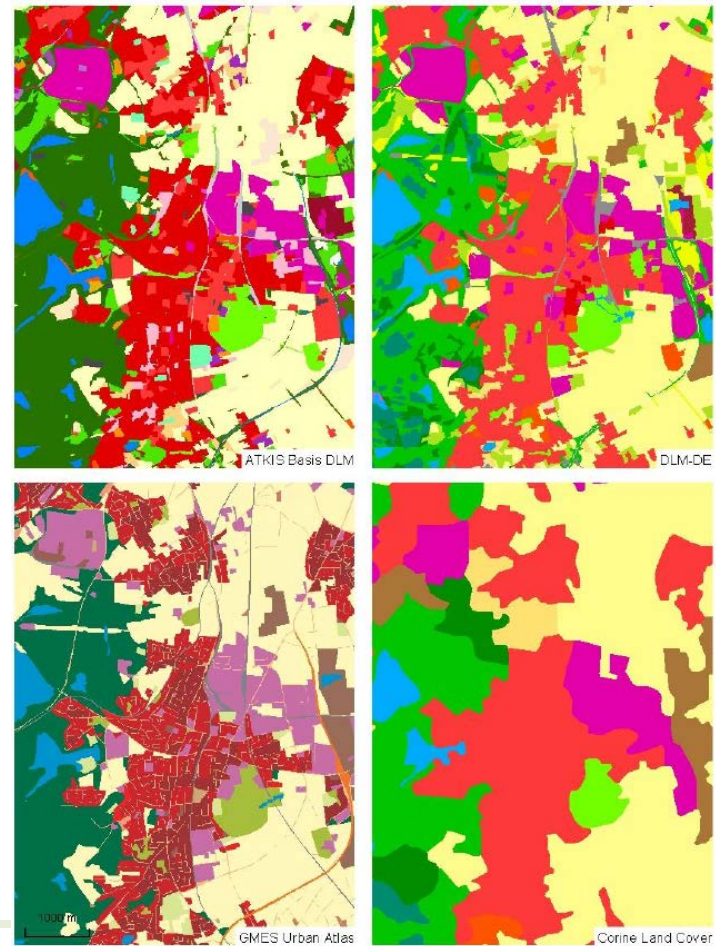 ATKIS Basis DLM
DLM-DE
1000 m
GMES Urban Atlas
Corine Land Cover